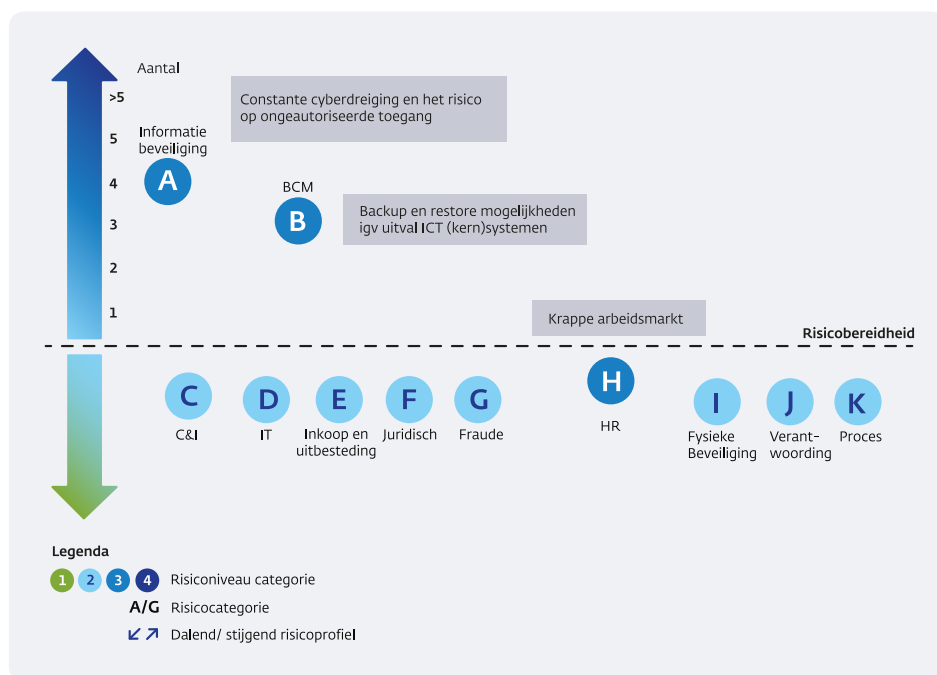 Aantal
>5
5
4
3
2
1
Constante cyberdreiging en het risico
op ongeautoriseerde toegang
Informatie
beveiliging
A
BCM
B
Backup en restore mogelijkheden
igv uitval ICT (kern)systemen
Krappe arbeidsmarkt
Risicobereidheid
C
C&I
D
IT
E
Inkoop en
uitbesteding
F
Juridisch
G
Fraude
H
HR
I
Fysieke
Beveiliging
J
Verant-
woording
K
Proces
Legenda
1 2 3 4 Risiconiveau categorie
A/G Risicocategorie
↙↗ Dalend/ stijgend risicoprofiel